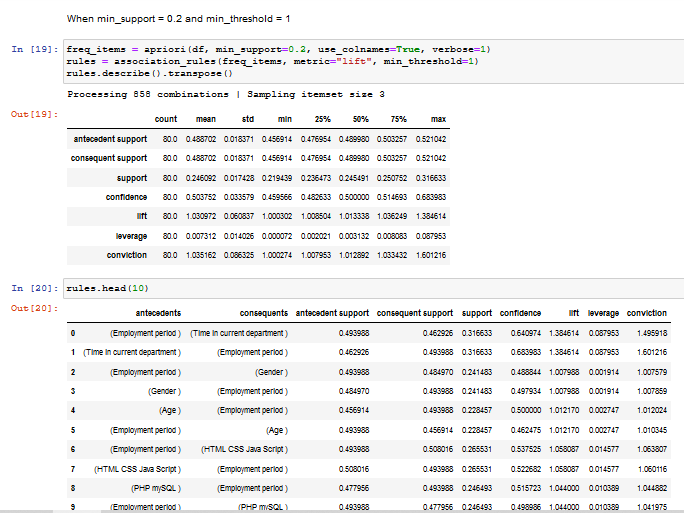 When min_support = 0.2 and min_threshold = 1
In [19]: freq_items = apriori(df, min_support=0.2, use_colnames=True, verbose=1)
rules = association_rules(freq_items, metric="lift", min_threshold=1)
rules.describe().transpose()
Processing 858 combinations | Sampling itemset size 3
Out[19]:
count mean std min 25% 50% 75% max
antecedent support 80.0 0.488702 0.018371 0.456914 0.476954 0.489980 0.503257 0.521042
consequent support 80.0 0.488702 0.018371 0.456914 0.476954 0.489980 0.503257 0.521042
support 80.0 0.246092 0.017428 0.219439 0.236473 0.245491 0.250752 0.316633
confidence 80.0 0.503752 0.033579 0.459566 0.482633 0.500000 0.514693 0.683983
lift 80.0 1.030972 0.060837 1.000302 1.008504 1.013338 1.036249 1.384614
leverage 80.0 0.007312 0.014026 0.000072 0.002021 0.003132 0.008083 0.087953
conviction 80.0 1.035162 0.086325 1.000274 1.007953 1.012892 1.033432 1.601216
In [20]: rules.head(10)
Out[20]:
antecedents consequents antecedent support consequent support support confidence lift leverage conviction
0 (Employment period ) (Time in current department ) 0.493988 0.462926 0.316633 0.640974 1.384614 0.087953 1.495918
1 (Time in current department ) (Employment period ) 0.462926 0.493988 0.316633 0.683983 1.384614 0.087953 1.601216
2 (Employment period ) (Gender ) 0.493988 0.484970 0.241483 0.488844 1.007988 0.001914 1.007579
3 (Gender ) (Employment period ) 0.484970 0.493988 0.241483 0.497934 1.007988 0.001914 1.007859
4 (Age ) (Employment period ) 0.456914 0.493988 0.228457 0.500000 1.012170 0.002747 1.012024
5 (Employment period ) (Age ) 0.493988 0.456914 0.228457 0.462475 1.012170 0.002747 1.010345
6 (Employment period ) (HTML CSS Java Script ) 0.493988 0.508016 0.265531 0.537525 1.058087 0.014577 1.063807
7 (HTML CSS Java Script ) (Employment period ) 0.508016 0.493988 0.265531 0.522682 1.058087 0.014577 1.060116
8 (PHP mySQL ) (Employment period ) 0.477956 0.493988 0.246493 0.515723 1.044000 0.010389 1.044882
9 (Employment period ) (PHP mySQL ) 0.493988 0.477956 0.246493 0.498986 1.044000 0.010389 1.041975